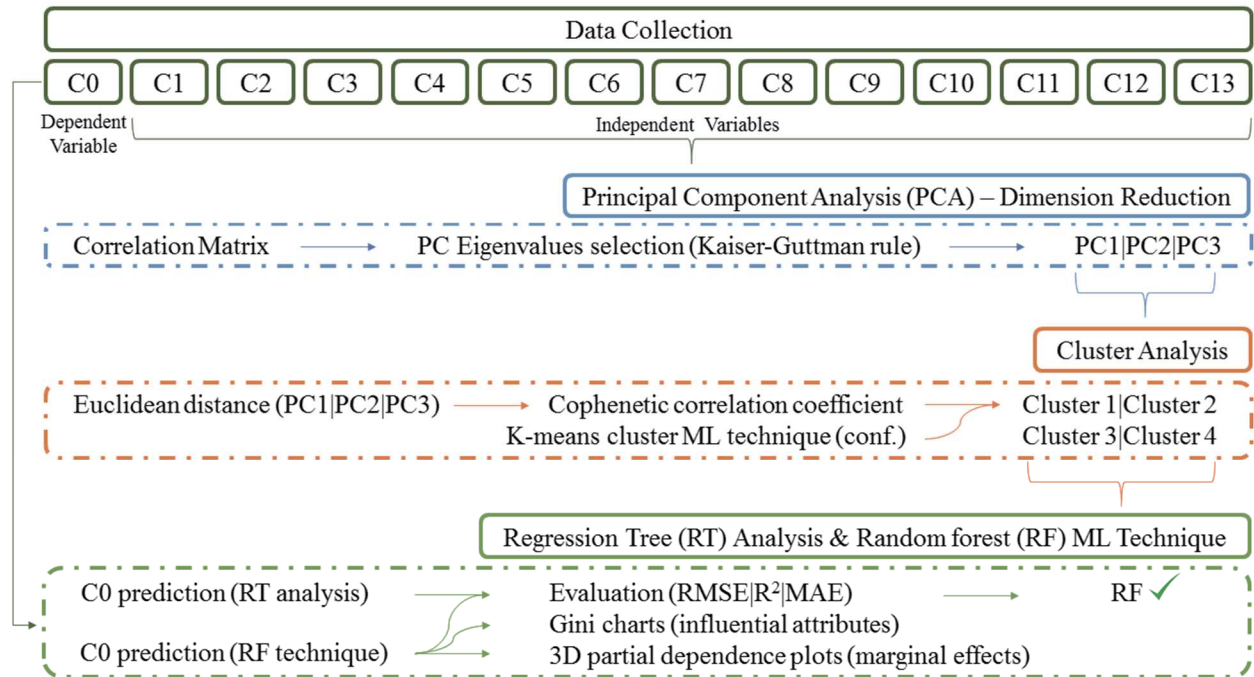 Data Collection
C0 C1 C2 C3 C4 C5 C6 C7 C8 C9 C10 C11 C12 C13
Dependent Variable
Independent Variables
Principal Component Analysis (PCA) – Dimension Reduction
Correlation Matrix PC Eigenvalues selection (Kaiser-Guttman rule) PC1|PC2|PC3
Cluster Analysis
Euclidean distance (PC1|PC2|PC3) Cophenetic correlation coefficient Cluster 1|Cluster 2
K-means cluster ML technique (conf.) Cluster 3|Cluster 4
Regression Tree (RT) Analysis & Random forest (RF) ML Technique
C0 prediction (RT analysis) Evaluation (RMSE|R²|MAE) RF
Gini charts (influential attributes)
C0 prediction (RF technique) 3D partial dependence plots (marginal effects)